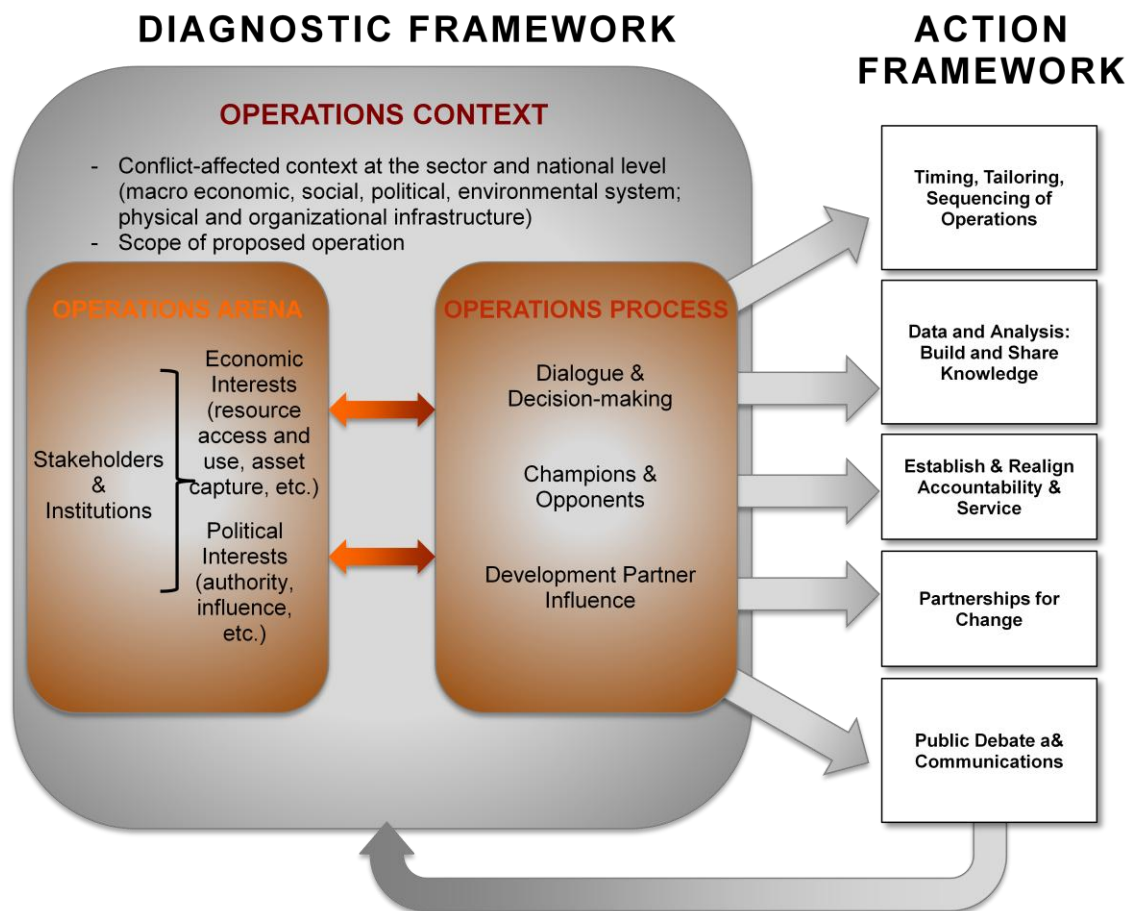 DIAGNOSTIC FRAMEWORK
ACTION
FRAMEWORK
OPERATIONS CONTEXT
- Conflict-affected context at the sector and national level
(macro economic, social, political, environmental system;
physical and organizational infrastructure)
- Scope of proposed operation
OPERATIONS ARENA
Stakeholders
&
Institutions
Economic
Interests
(resource
access and
use, asset
capture, etc.)
Political
Interests
(authority,
influence,
etc.)
OPERATIONS PROCESS
Dialogue &
Decision-making
Champions &
Opponents
Development Partner
Influence
Timing, Tailoring,
Sequencing of
Operations
Data and Analysis:
Build and Share
Knowledge
Establish & Realign
Accountability &
Service
Partnerships for
Change
Public Debate a&
Communications